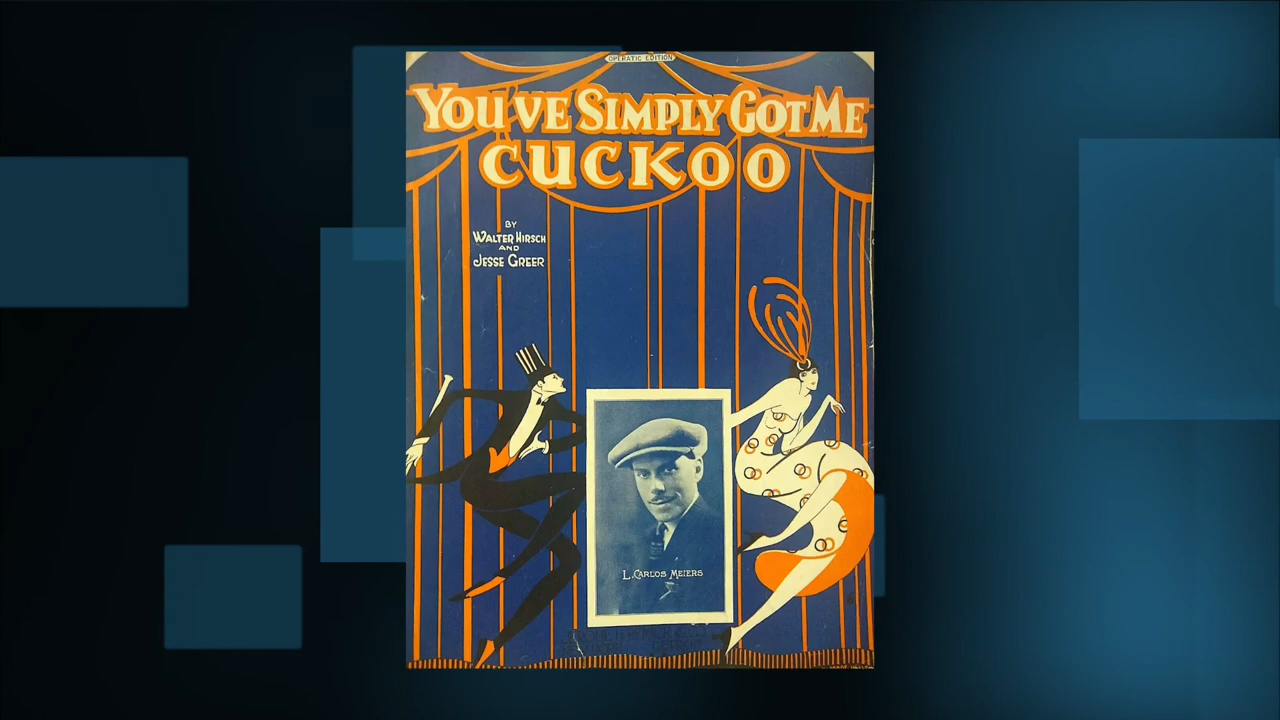 OPERATIC EDITION
YOU'VE SIMPLY GOT ME
CUCKOO
BY
WALTER HIRSCH
AND
JESSE GREER
L. CARLOS MEIERS